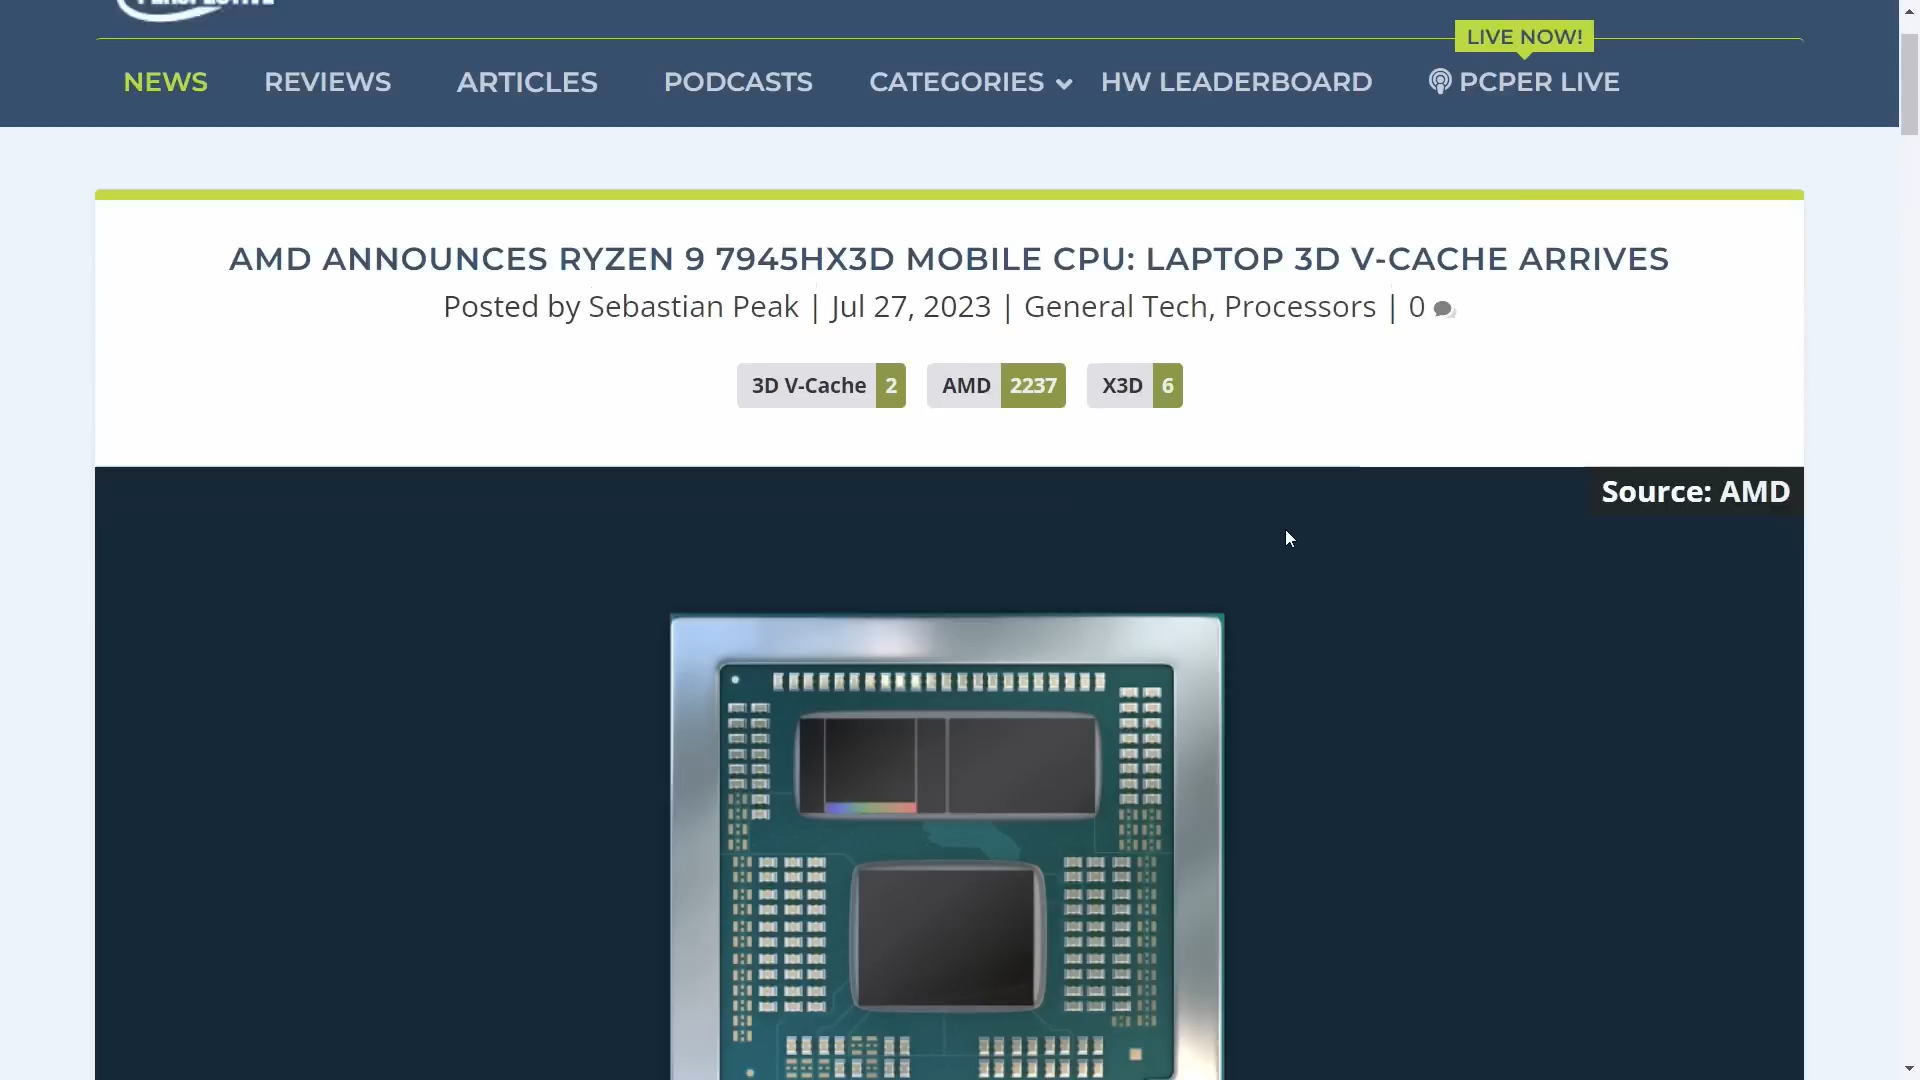 LIVE NOW!
NEWS REVIEWS ARTICLES PODCASTS CATEGORIES HW LEADERBOARD PCPER LIVE
AMD ANNOUNCES RYZEN 9 7945HX3D MOBILE CPU: LAPTOP 3D V-CACHE ARRIVES
Posted by Sebastian Peak | Jul 27, 2023 | General Tech, Processors | 0
3D V-Cache 2 AMD 2237 X3D 6
Source: AMD